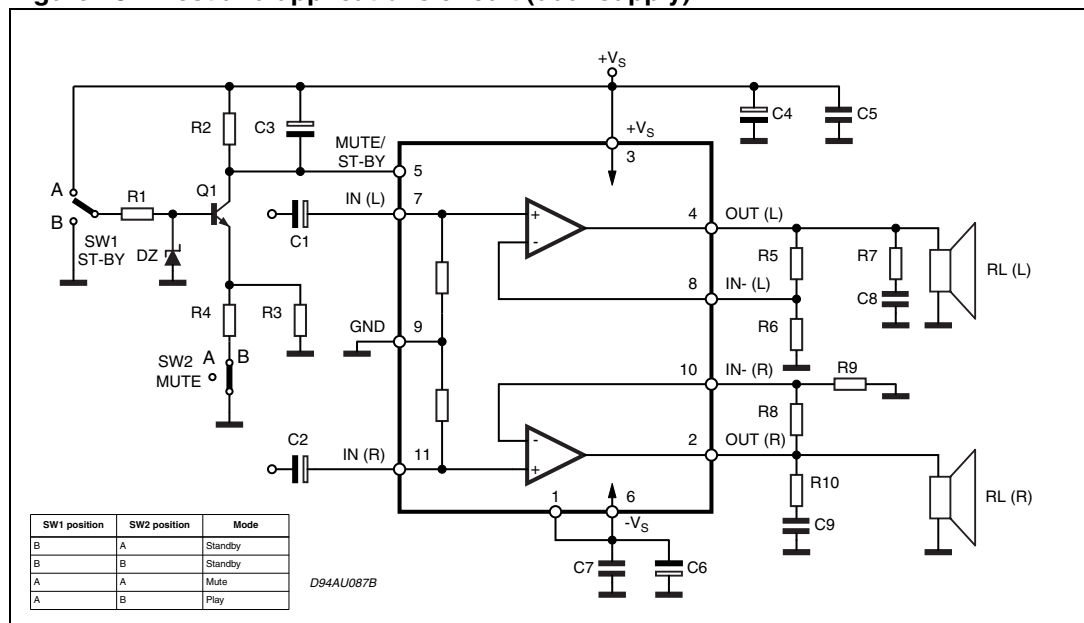 +VS
R2
C3
MUTE/
ST-BY
5
+VS
3
C4
C5
A
B
SW1
ST-BY
R1
DZ
Q1
IN (L)
7
C1
+
-
4
OUT (L)
R5
R7
C8
RL (L)
8
IN- (L)
R6
R4
R3
GND
9
SW2
MUTE
A
B
10
IN- (R)
R9
R8
-
+
2
OUT (R)
C2
IN (R)
11
R10
C9
RL (R)
1
6
-VS
C7
C6
SW1 position SW2 position Mode
B A Standby
B B Standby
A A Mute
A B Play
D94AU087B